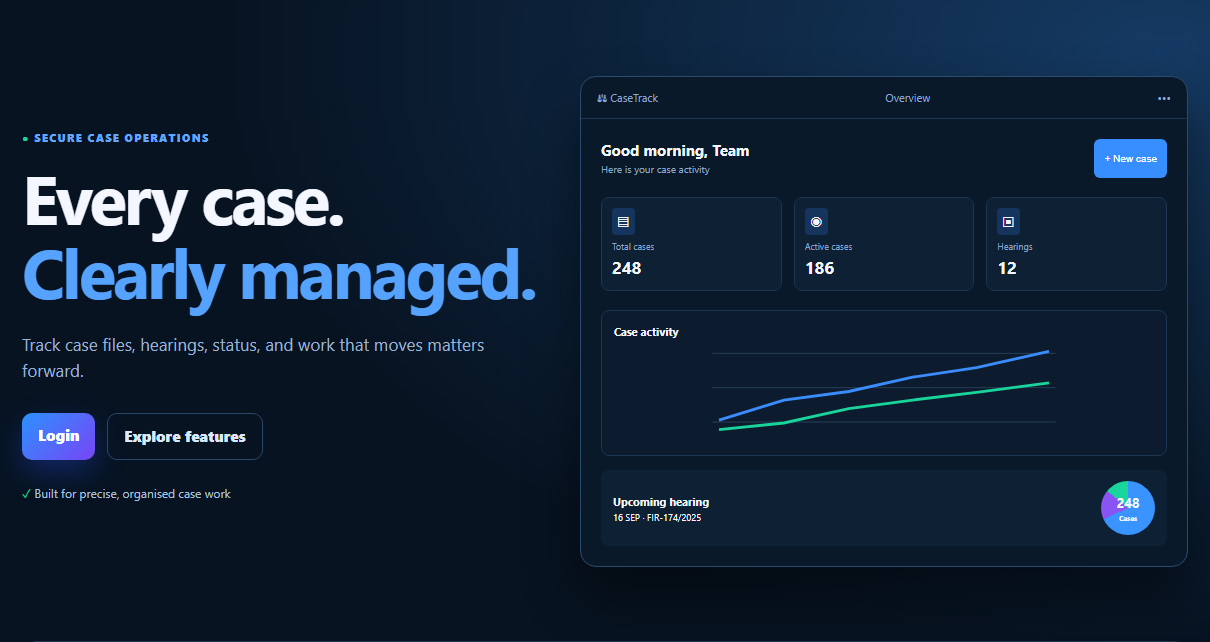 SECURE CASE OPERATIONS
Every case.
Clearly managed.
Track case files, hearings, status, and work that moves matters
forward.
Login
Explore features
✓ Built for precise, organised case work
CaseTrack
Overview
•••
Good morning, Team
Here is your case activity
+ New case
Total cases
248
Active cases
186
Hearings
12
Case activity
Upcoming hearing
16 SEP · FIR-174/2025
248
Cases